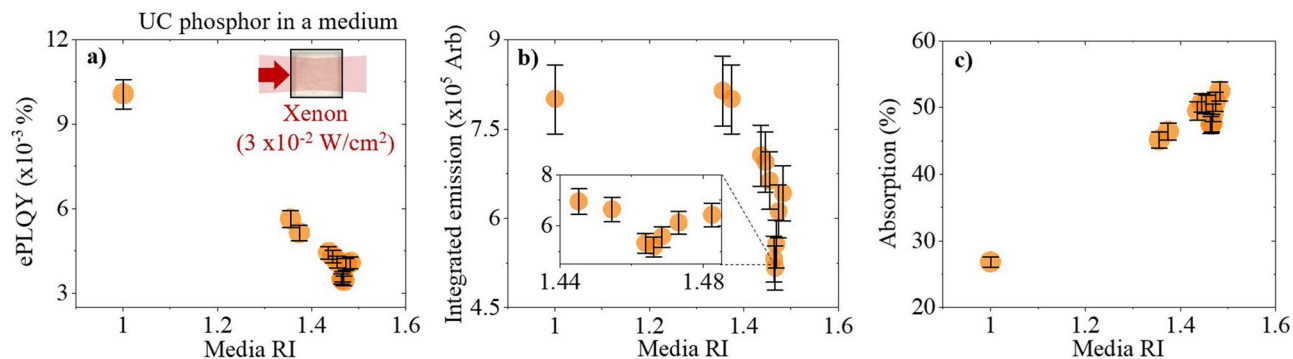 UC phosphor in a medium
a)
Xenon
(3 x10-2 W/cm2)
ePLQY (x10-3 %)
12
9
6
3
1
1.2
1.4
1.6
Media RI
b)
Integrated emission (x105 Arb)
9
7.5
6
4.5
8
6
1.44
1.48
1
1.2
1.4
1.6
Media RI
c)
Absorption (%)
60
50
40
30
20
1
1.2
1.4
1.6
Media RI